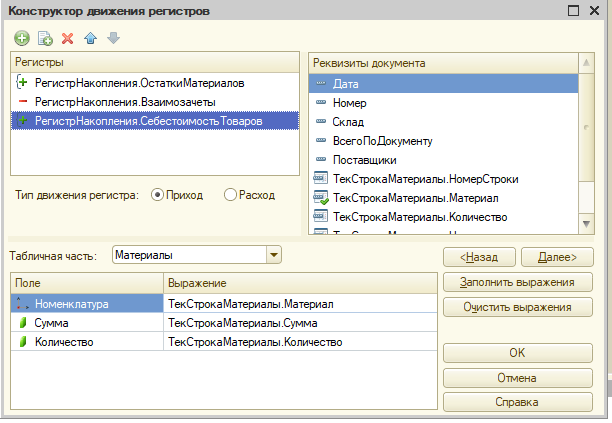 Конструктор движения регистров
Регистры
РегистрНакопления.ОстаткиМатериалов
РегистрНакопления.Взаимозачеты
РегистрНакопления.СебестоимостьТоваров
Тип движения регистра:
Приход
Расход
Реквизиты документа
Дата
Номер
Склад
ВсегоПоДокументу
Поставщики
ТекСтрокаМатериалы.НомерСтроки
ТекСтрокаМатериалы.Материал
ТекСтрокаМатериалы.Количество
Табличная часть:
Материалы
<Назад
Далее>
Поле
Выражение
Номенклатура
ТекСтрокаМатериалы.Материал
Сумма
ТекСтрокаМатериалы.Сумма
Количество
ТекСтрокаМатериалы.Количество
Заполнить выражения
Очистить выражения
OK
Отмена
Справка